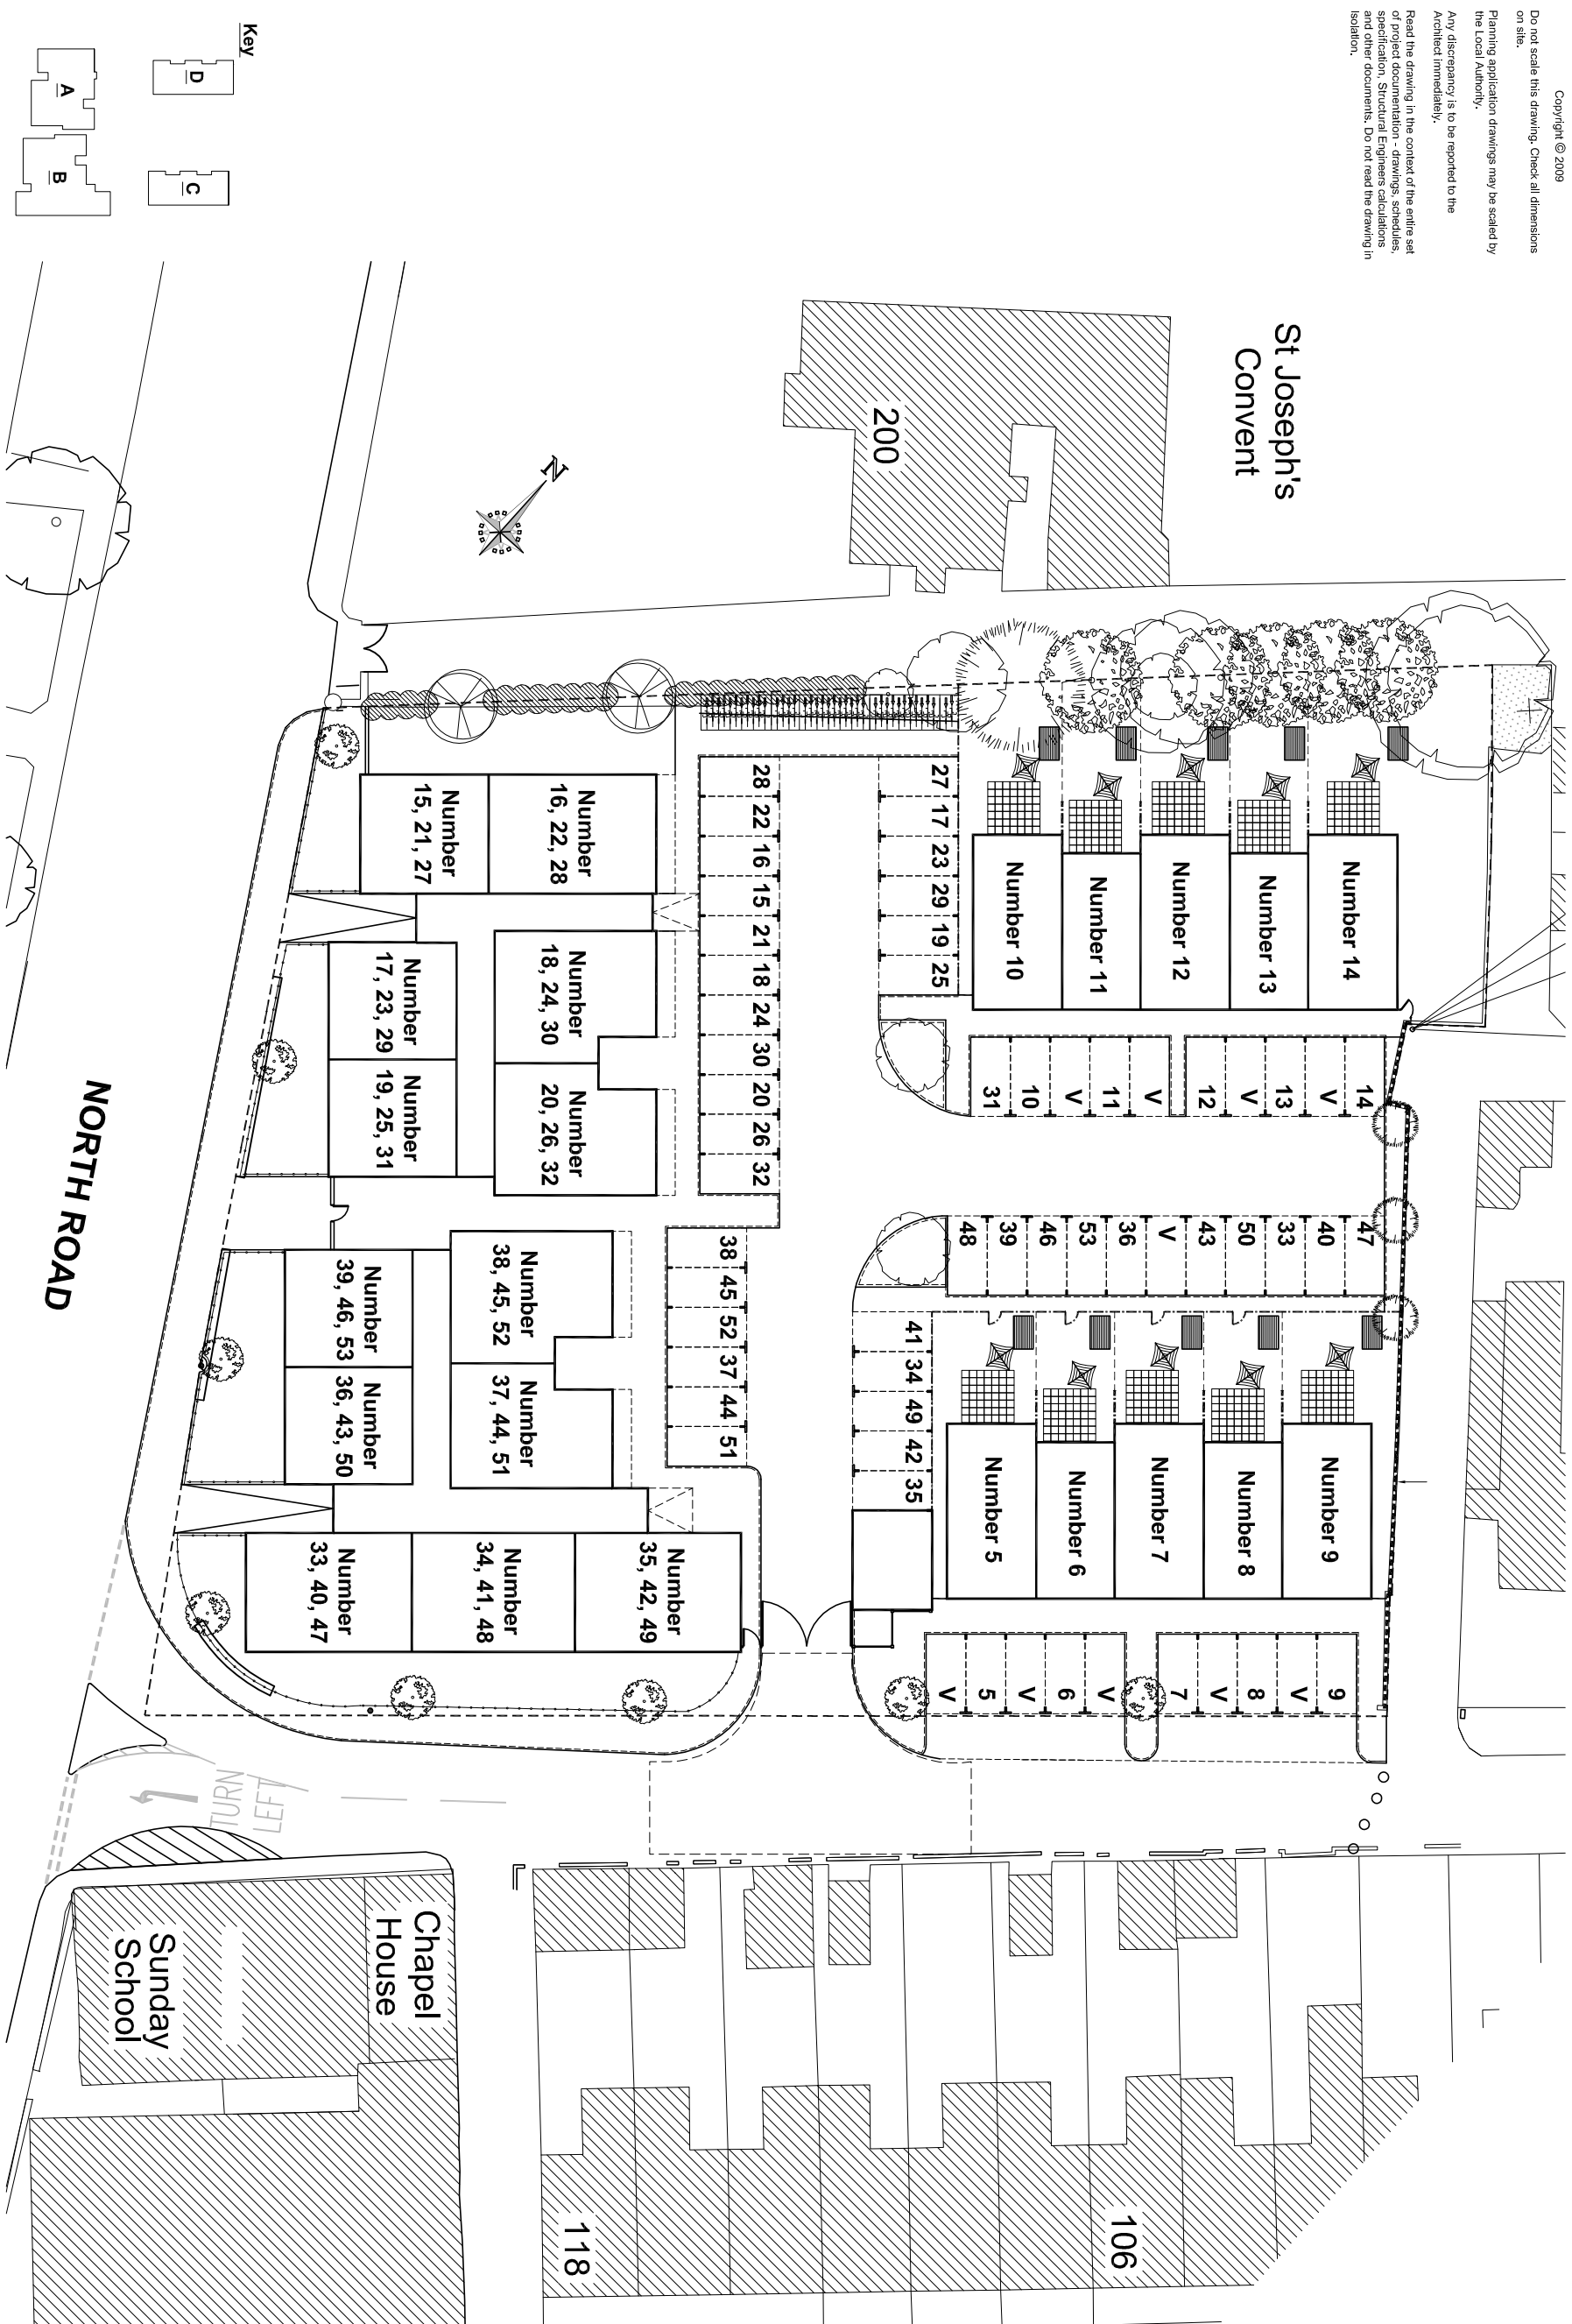 Copyright © 2009
Do not scale this drawing. Check all dimensions
on site.
Planning application drawings may be scaled by
the Local Authority.
Any discrepancy is to be reported to the
Architect immediately.
Read the drawing in the context of the entire set
of project documentation - drawings, schedules,
specification, Structural Engineers calculations
and other documents. Do not read the drawing in
isolation.
Key
D
C
A
B
St Joseph's
Convent
200
N
Number 14
Number 13
Number 12
Number 11
Number 10
27
17
23
29
19
25
28
22
16
15
21
18
24
30
20
26
32
14
V
13
V
12
V
11
V
10
31
47
40
33
50
43
V
36
53
46
39
48
41
34
49
42
35
38
45
52
37
44
51
Number 9
Number 8
Number 7
Number 6
Number 5
9
V
8
V
7
V
6
V
5
V
Number
16, 22, 28
Number
15, 21, 27
Number
18, 24, 30
Number
17, 23, 29
Number
20, 26, 32
Number
19, 25, 31
Number
38, 45, 52
Number
39, 46, 53
Number
37, 44, 51
Number
36, 43, 50
Number
35, 42, 49
Number
34, 41, 48
Number
33, 40, 47
NORTH ROAD
TURN
LEFT
Chapel
House
Sunday
School
106
118